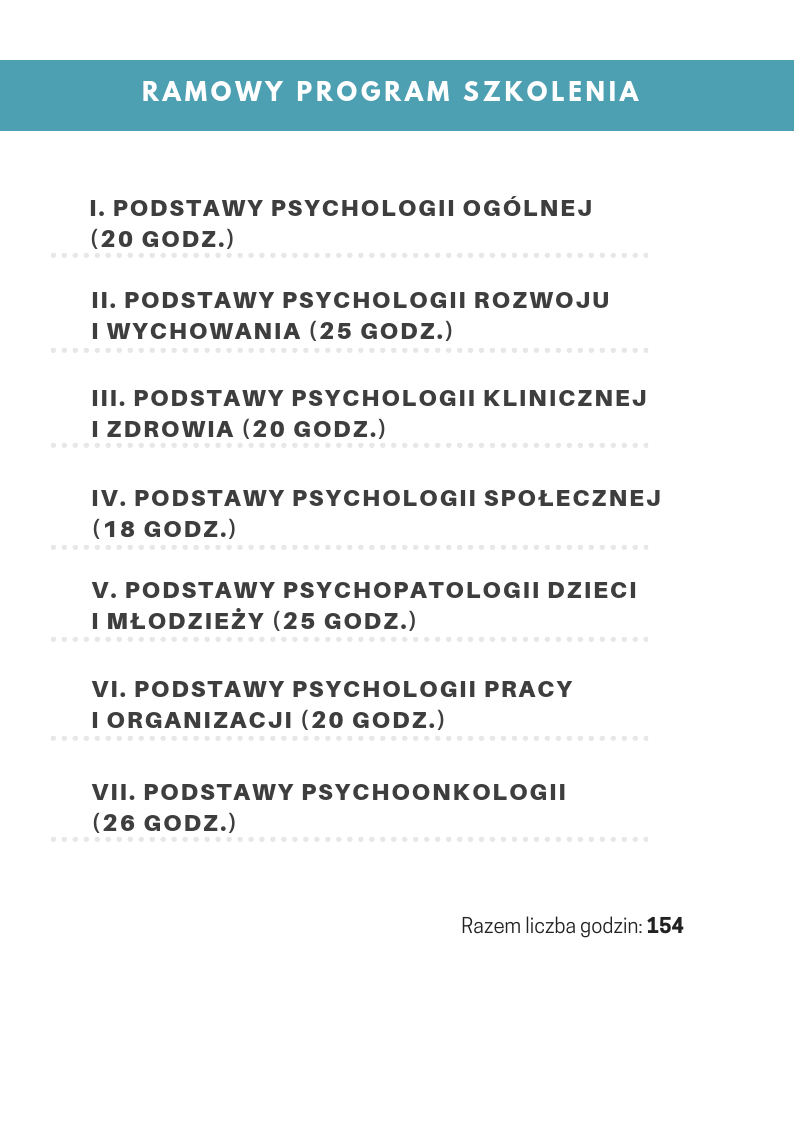 RAMOWY PROGRAM SZKOLENIA
I. PODSTAWY PSYCHOLOGII OGÓLNEJ
(20 GODZ.)
II. PODSTAWY PSYCHOLOGII ROZWOJU
I WYCHOWANIA (25 GODZ.)
III. PODSTAWY PSYCHOLOGII KLINICZNEJ
I ZDROWIA (20 GODZ.)
IV. PODSTAWY PSYCHOLOGII SPOŁECZNEJ
(18 GODZ.)
V. PODSTAWY PSYCHOPATOLOGII DZIECI
I MŁODZIEŻY (25 GODZ.)
VI. PODSTAWY PSYCHOLOGII PRACY
I ORGANIZACJI (20 GODZ.)
VII. PODSTAWY PSYCHOONKOLOGII
(26 GODZ.)
Razem liczba godzin: 154